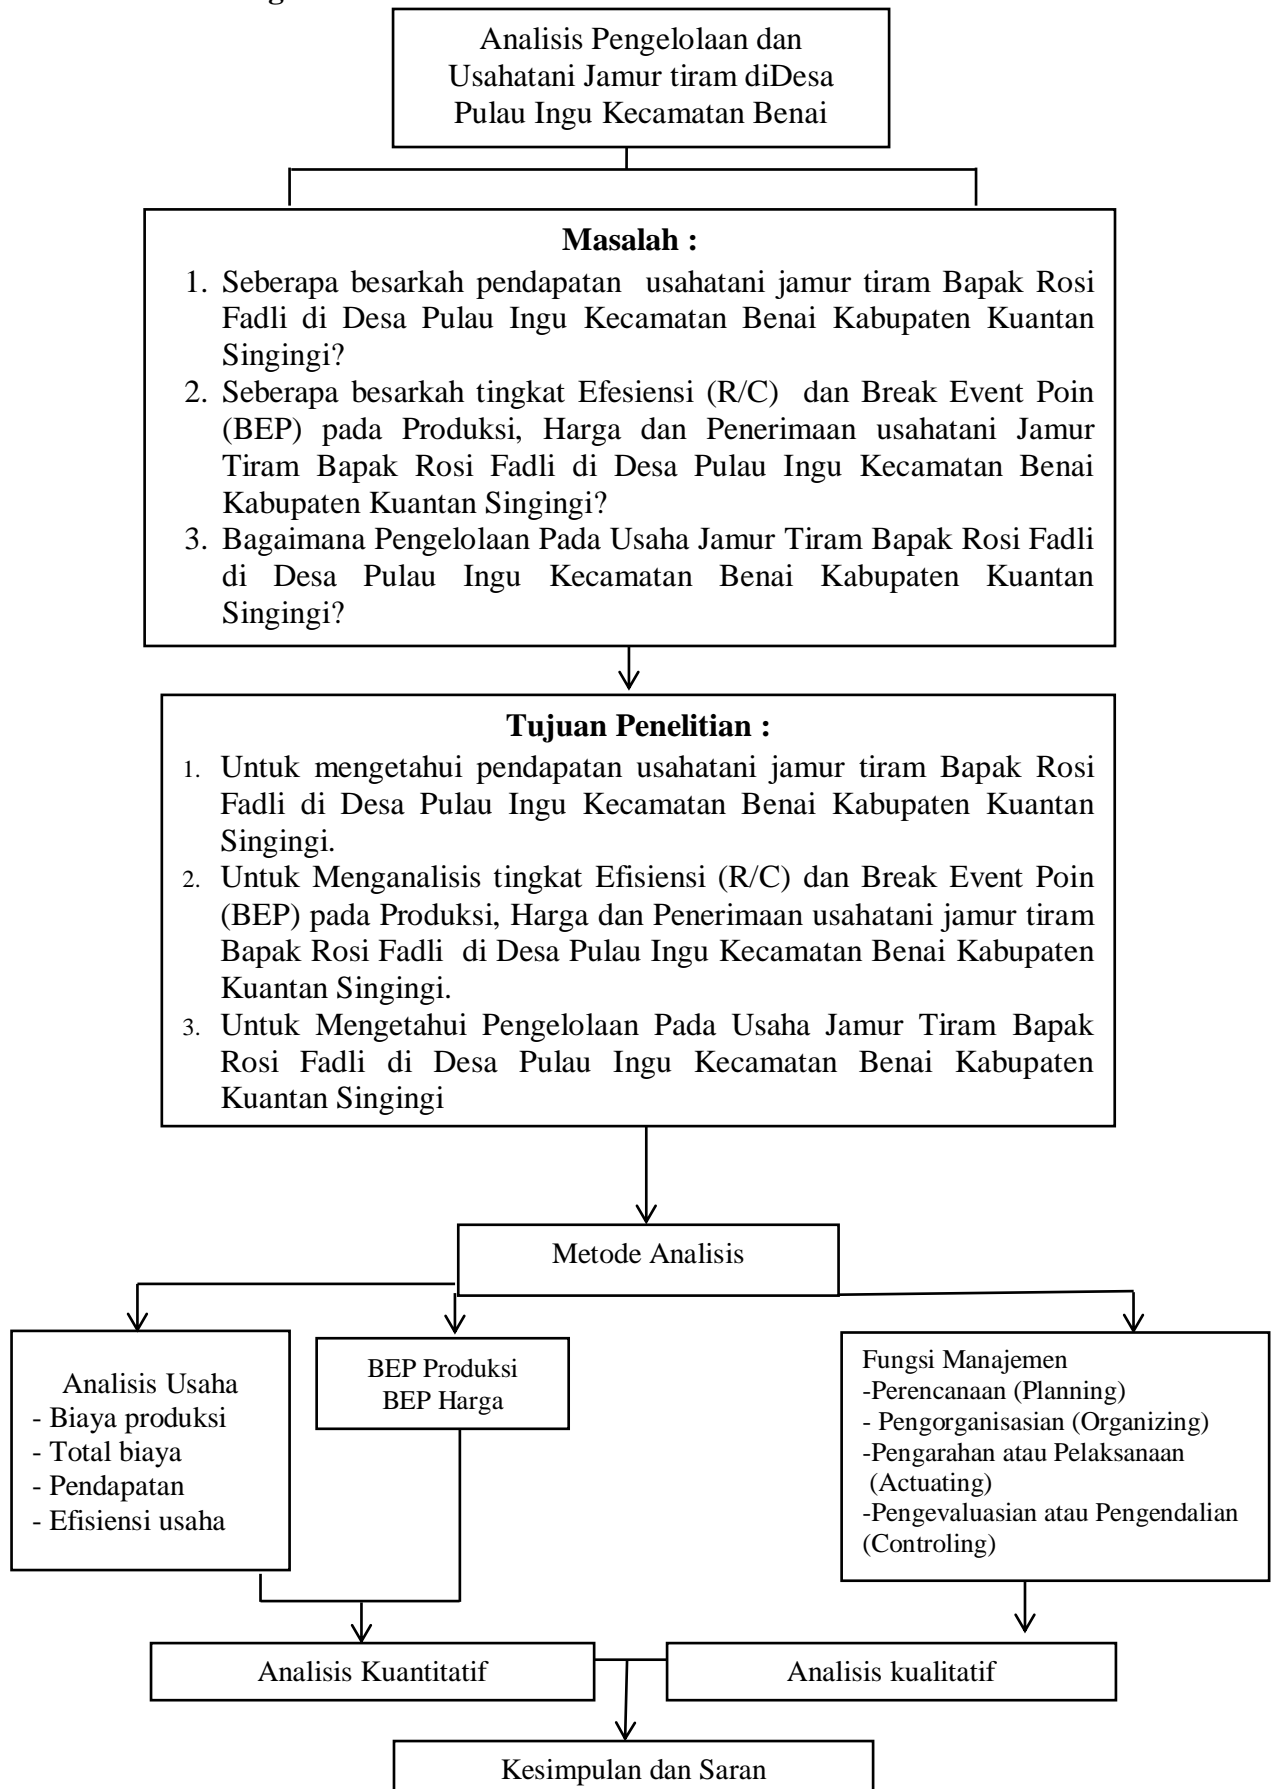 Analisis Pengelolaan dan
Usahatani Jamur tiram diDesa
Pulau Ingu Kecamatan Benai
Masalah :
1. Seberapa besarkah pendapatan usahatani jamur tiram Bapak Rosi
Fadli di Desa Pulau Ingu Kecamatan Benai Kabupaten Kuantan
Singingi?
2. Seberapa besarkah tingkat Efesiensi (R/C) dan Break Event Poin
(BEP) pada Produksi, Harga dan Penerimaan usahatani Jamur
Tiram Bapak Rosi Fadli di Desa Pulau Ingu Kecamatan Benai
Kabupaten Kuantan Singingi?
3. Bagaimana Pengelolaan Pada Usaha Jamur Tiram Bapak Rosi Fadli
di Desa Pulau Ingu Kecamatan Benai Kabupaten Kuantan
Singingi?
Tujuan Penelitian :
1. Untuk mengetahui pendapatan usahatani jamur tiram Bapak Rosi
Fadli di Desa Pulau Ingu Kecamatan Benai Kabupaten Kuantan
Singingi.
2. Untuk Menganalisis tingkat Efisiensi (R/C) dan Break Event Poin
(BEP) pada Produksi, Harga dan Penerimaan usahatani jamur tiram
Bapak Rosi Fadli di Desa Pulau Ingu Kecamatan Benai Kabupaten
Kuantan Singingi.
3. Untuk Mengetahui Pengelolaan Pada Usaha Jamur Tiram Bapak
Rosi Fadli di Desa Pulau Ingu Kecamatan Benai Kabupaten
Kuantan Singingi
Metode Analisis
Analisis Usaha
- Biaya produksi
- Total biaya
- Pendapatan
- Efisiensi usaha
BEP Produksi
BEP Harga
Fungsi Manajemen
-Perencanaan (Planning)
- Pengorganisasian (Organizing)
-Pengarahan atau Pelaksanaan
(Actuating)
-Pengevaluasian atau Pengendalian
(Controling)
Analisis Kuantitatif
Analisis kualitatif
Kesimpulan dan Saran